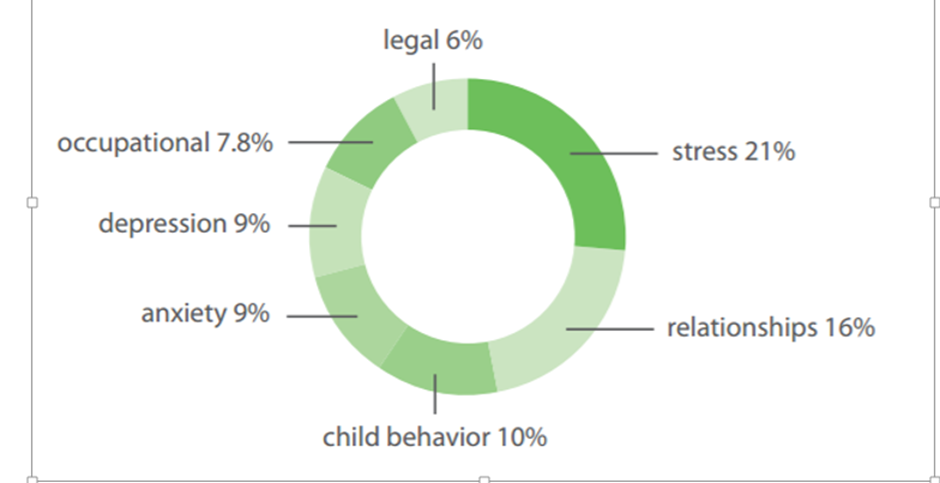 legal 6%
occupational 7.8%
stress 21%
depression 9%
anxiety 9%
relationships 16%
child behavior 10%